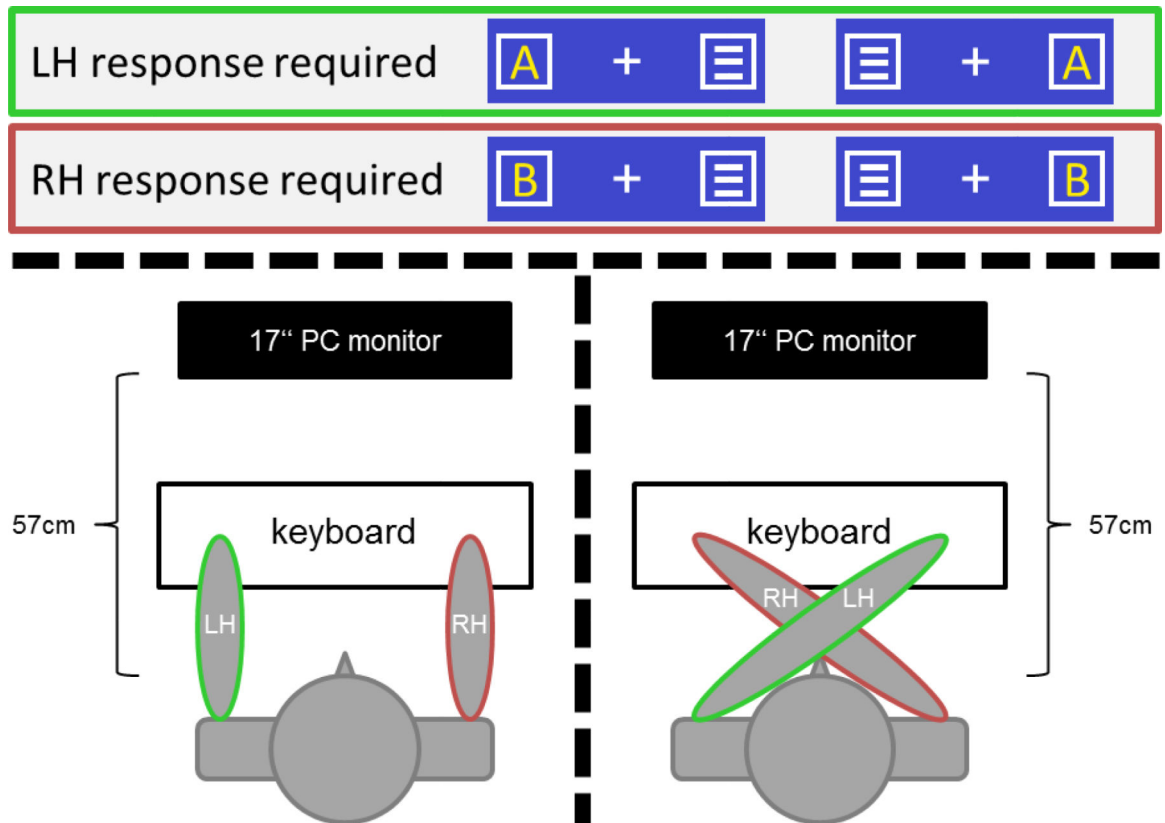 LH response required A + A
RH response required B + B
17“ PC monitor
17“ PC monitor
57cm
keyboard
keyboard
57cm
LH
RH
RH
LH